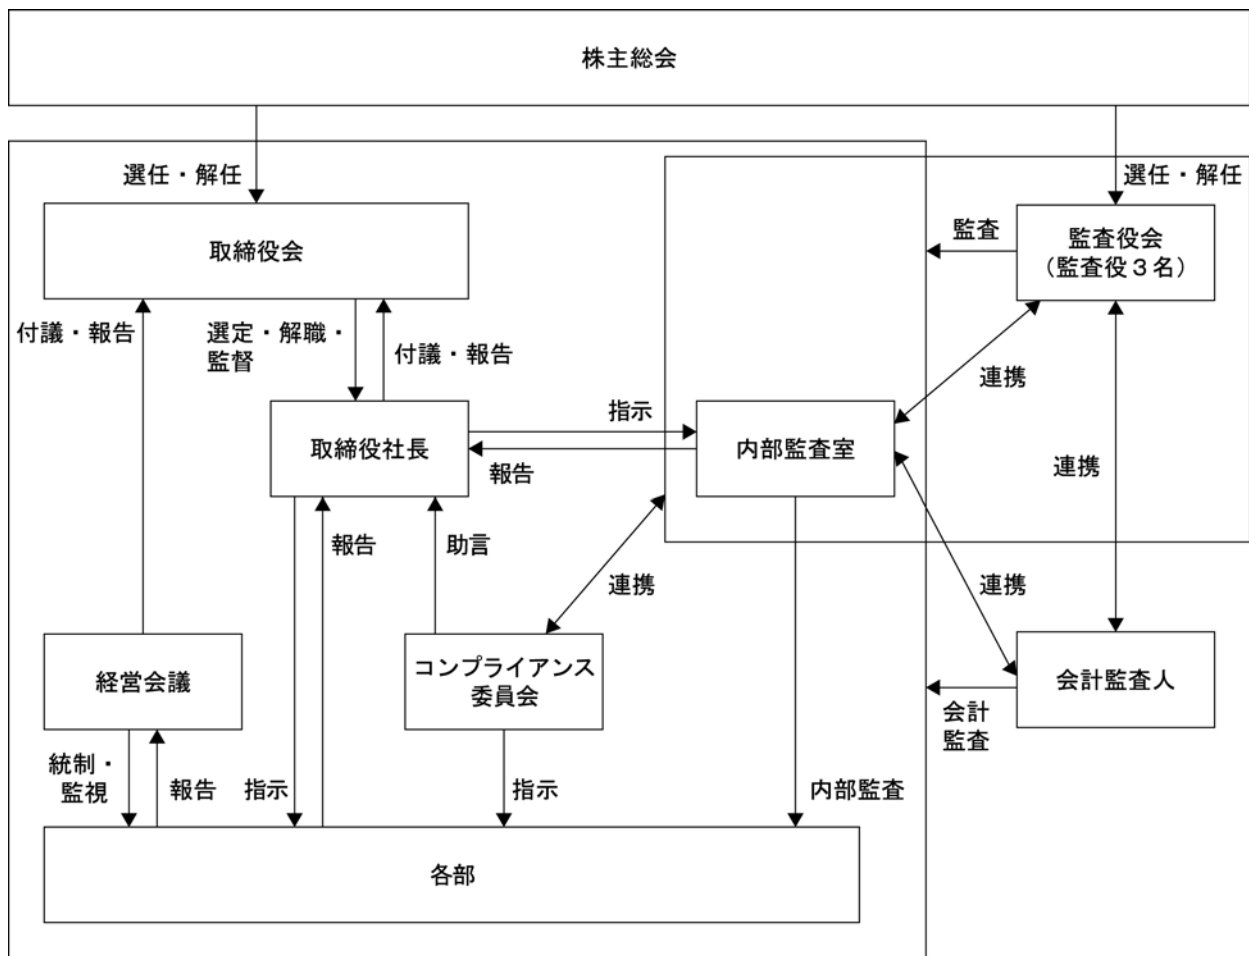 株主総会
選任・解任
選任・解任
取締役会
監査
監査役会
（監査役３名）
付議・報告
選定・解職・
監督
付議・報告
連携
指示
取締役社長
内部監査室
報告
連携
報告
助言
連携
連携
経営会議
コンプライアンス
委員会
会計監査人
会計
監査
統制・
監視
報告
指示
指示
内部監査
各部